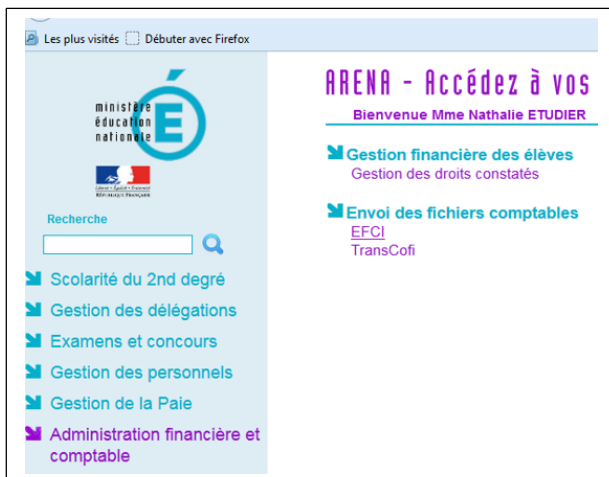 Les plus visités Débuter avec Firefox
ministère
éducation
nationale
É
Liberté • Égalité • Fraternité
RÉPUBLIQUE FRANÇAISE
Recherche
Scolarité du 2nd degré
Gestion des délégations
Examens et concours
Gestion des personnels
Gestion de la Paie
Administration financière et
comptable
ARENA - Accédez à vos
Bienvenue Mme Nathalie ETUDIER
Gestion financière des élèves
Gestion des droits constatés
Envoi des fichiers comptables
EFCI
TransCofi